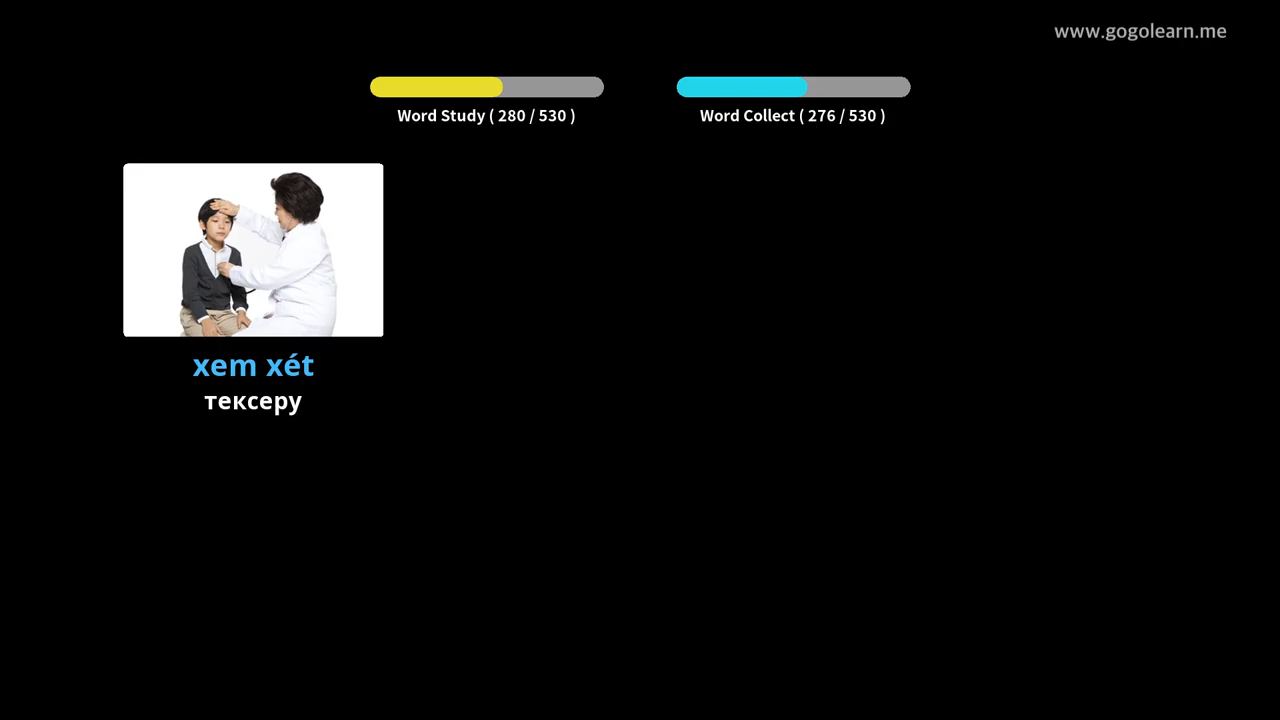 www.gogolearn.me
Word Study ( 280 / 530 )
Word Collect ( 276 / 530 )
xem xét
тексеру